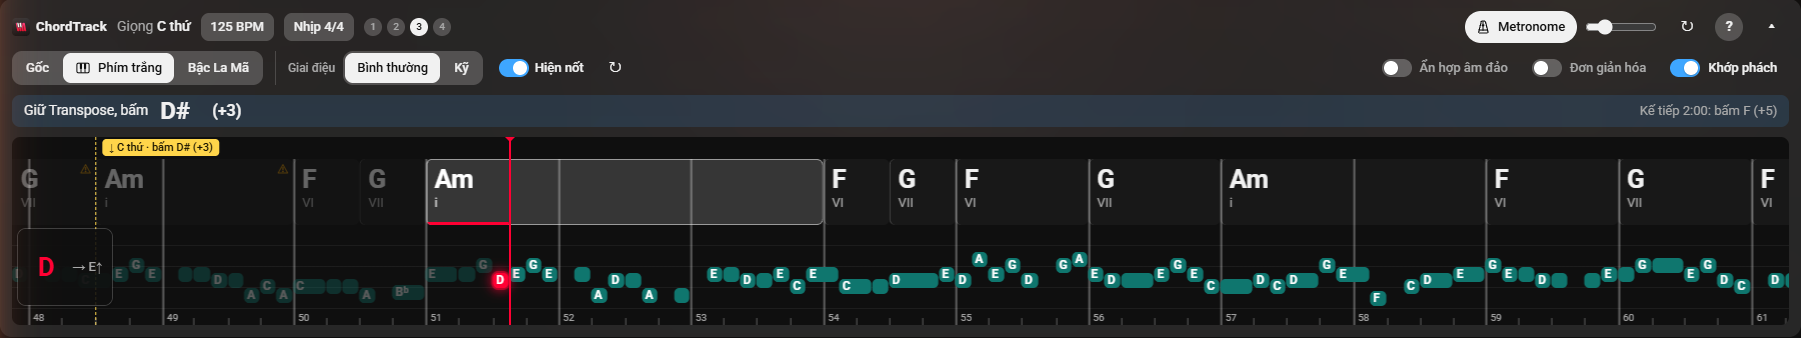 ChordTrack Giọng C thứ 125 BPM Nhịp 4/4 1 2 3 4 Metronome ↻ ?
Gốc Phím trắng Bậc La Mã Giai điệu Bình thường Kỹ Hiện nốt ↻ Ẩn hợp âm đảo Đơn giản hóa Khớp phách
Giữ Transpose, bấm D# (+3) Kế tiếp 2:00: bấm F (+5)
↓ C thứ · bấm D# (+3)
G Am F G Am F G F G Am F G F
VII i VI VII i VI VII VI VII i VI VII VI
A G A
G G G G G G G G G
D →E↑ E E E D E E E E E E E D E E E E E E E D
C D A C A C A B♭ A D A C C D D D D C D C D F C D D D C D
48 49 50 51 52 53 54 55 56 57 58 59 60 61